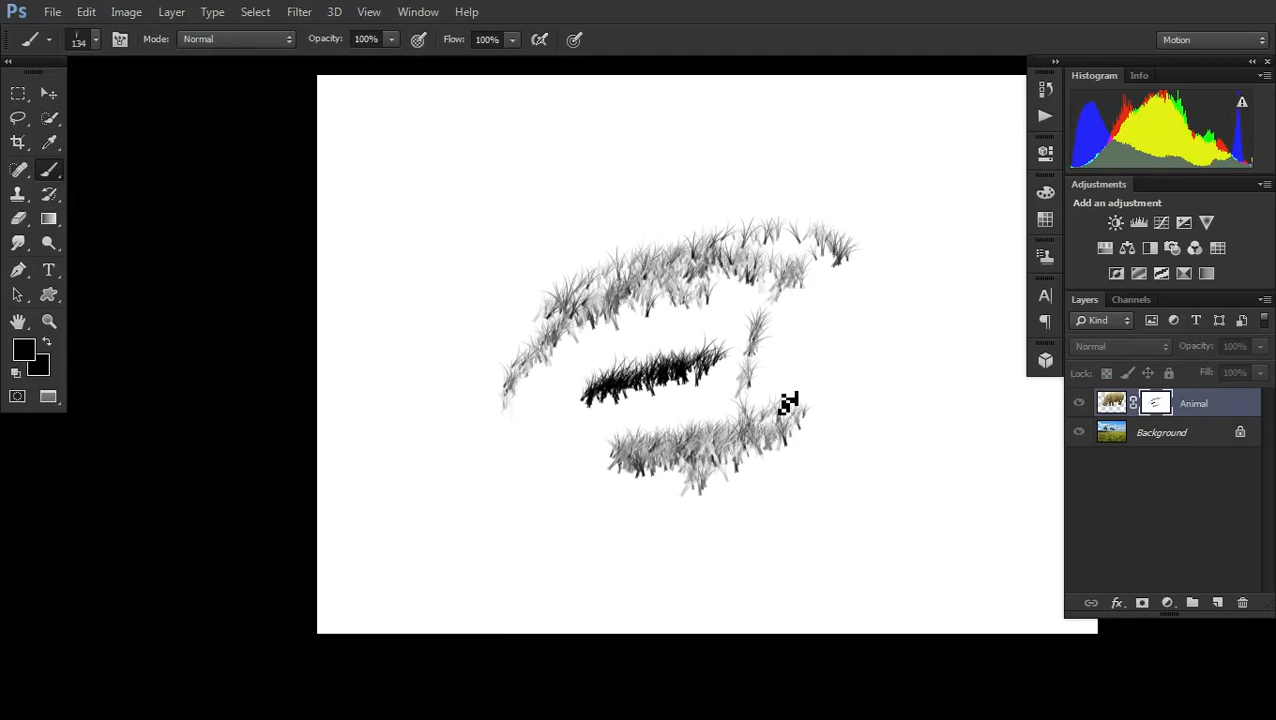 Ps File Edit Image Layer Type Select Filter 3D View Window Help
134 Mode: Normal Opacity: 100% Flow: 100% Motion
Histogram Info
Adjustments
Add an adjustment
Layers Channels
Kind
Normal Opacity: 100%
Lock: Fill: 100%
Animal
Background